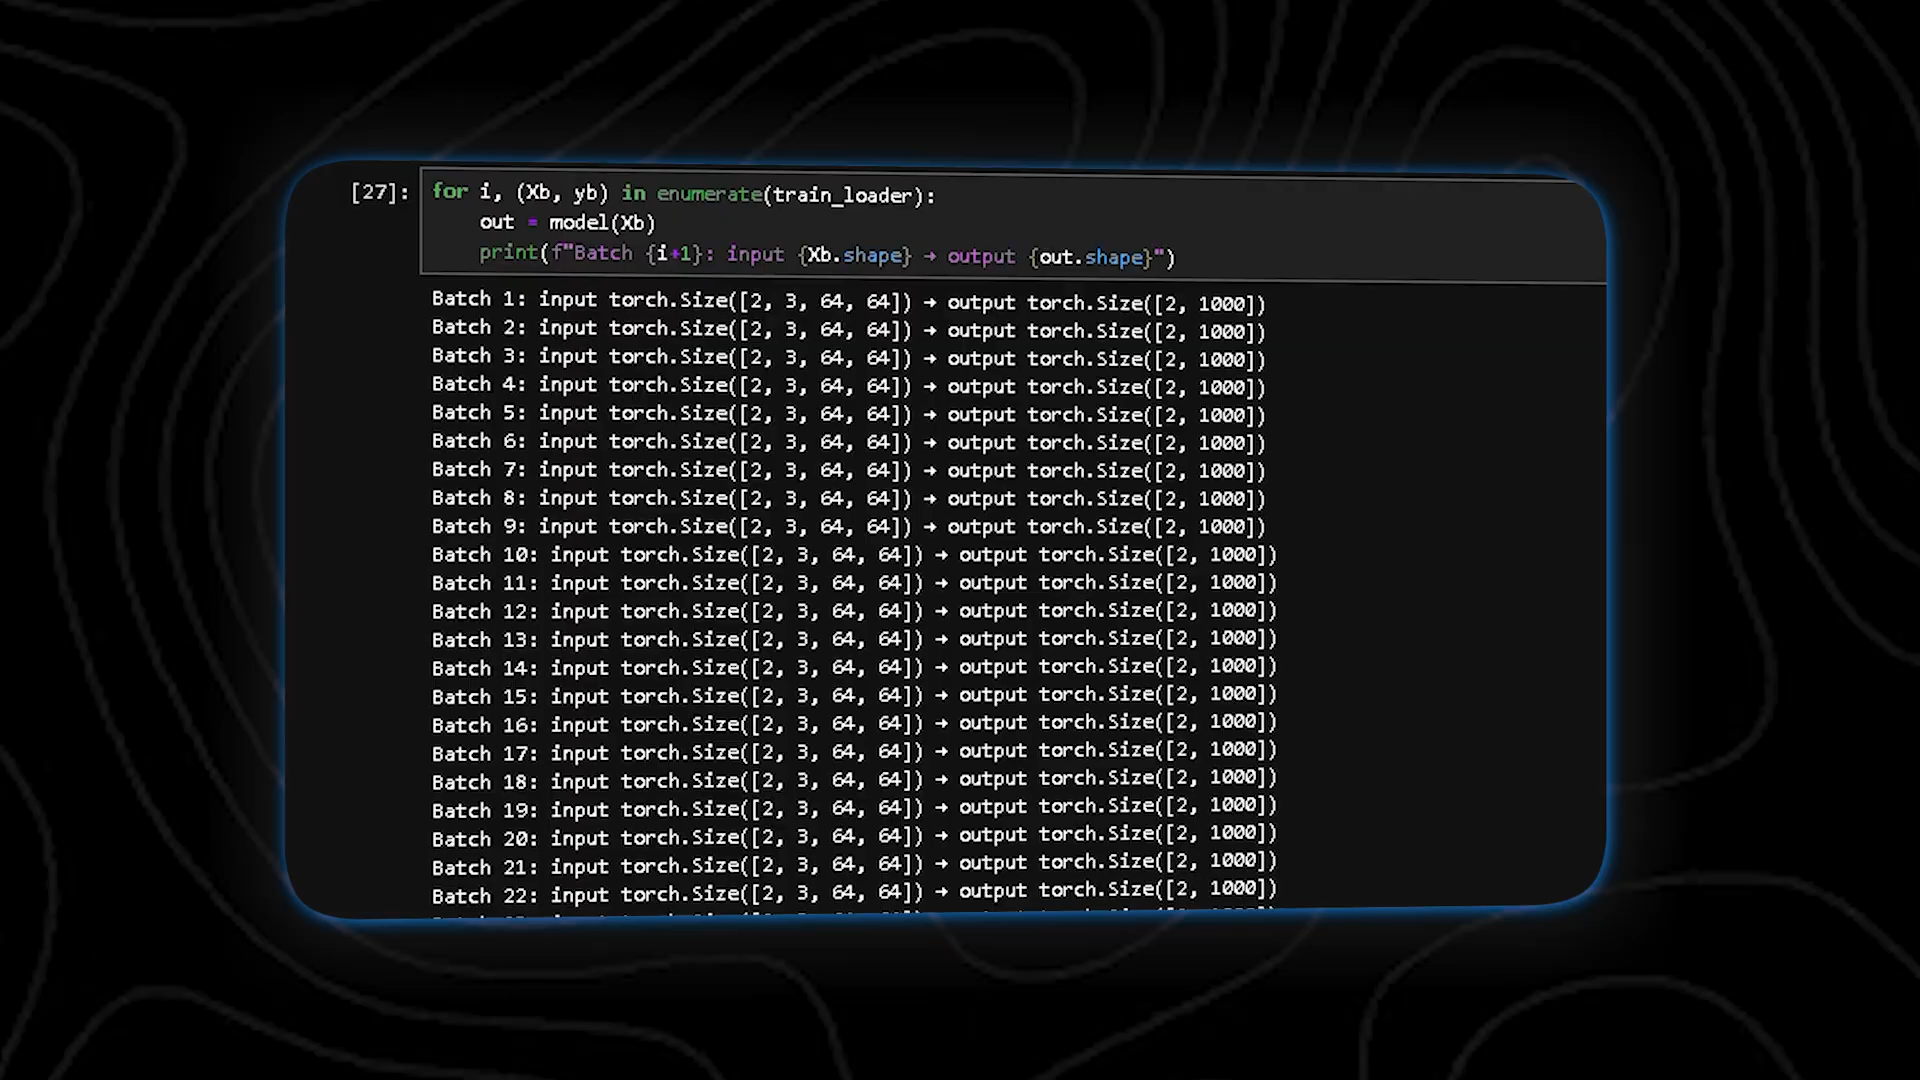 [27]: for i, (Xb, yb) in enumerate(train_loader):
out = model(Xb)
print(f"Batch {i+1}: input {Xb.shape} → output {out.shape}")
Batch 1: input torch.Size([2, 3, 64, 64]) → output torch.Size([2, 1000])
Batch 2: input torch.Size([2, 3, 64, 64]) → output torch.Size([2, 1000])
Batch 3: input torch.Size([2, 3, 64, 64]) → output torch.Size([2, 1000])
Batch 4: input torch.Size([2, 3, 64, 64]) → output torch.Size([2, 1000])
Batch 5: input torch.Size([2, 3, 64, 64]) → output torch.Size([2, 1000])
Batch 6: input torch.Size([2, 3, 64, 64]) → output torch.Size([2, 1000])
Batch 7: input torch.Size([2, 3, 64, 64]) → output torch.Size([2, 1000])
Batch 8: input torch.Size([2, 3, 64, 64]) → output torch.Size([2, 1000])
Batch 9: input torch.Size([2, 3, 64, 64]) → output torch.Size([2, 1000])
Batch 10: input torch.Size([2, 3, 64, 64]) → output torch.Size([2, 1000])
Batch 11: input torch.Size([2, 3, 64, 64]) → output torch.Size([2, 1000])
Batch 12: input torch.Size([2, 3, 64, 64]) → output torch.Size([2, 1000])
Batch 13: input torch.Size([2, 3, 64, 64]) → output torch.Size([2, 1000])
Batch 14: input torch.Size([2, 3, 64, 64]) → output torch.Size([2, 1000])
Batch 15: input torch.Size([2, 3, 64, 64]) → output torch.Size([2, 1000])
Batch 16: input torch.Size([2, 3, 64, 64]) → output torch.Size([2, 1000])
Batch 17: input torch.Size([2, 3, 64, 64]) → output torch.Size([2, 1000])
Batch 18: input torch.Size([2, 3, 64, 64]) → output torch.Size([2, 1000])
Batch 19: input torch.Size([2, 3, 64, 64]) → output torch.Size([2, 1000])
Batch 20: input torch.Size([2, 3, 64, 64]) → output torch.Size([2, 1000])
Batch 21: input torch.Size([2, 3, 64, 64]) → output torch.Size([2, 1000])
Batch 22: input torch.Size([2, 3, 64, 64]) → output torch.Size([2, 1000])